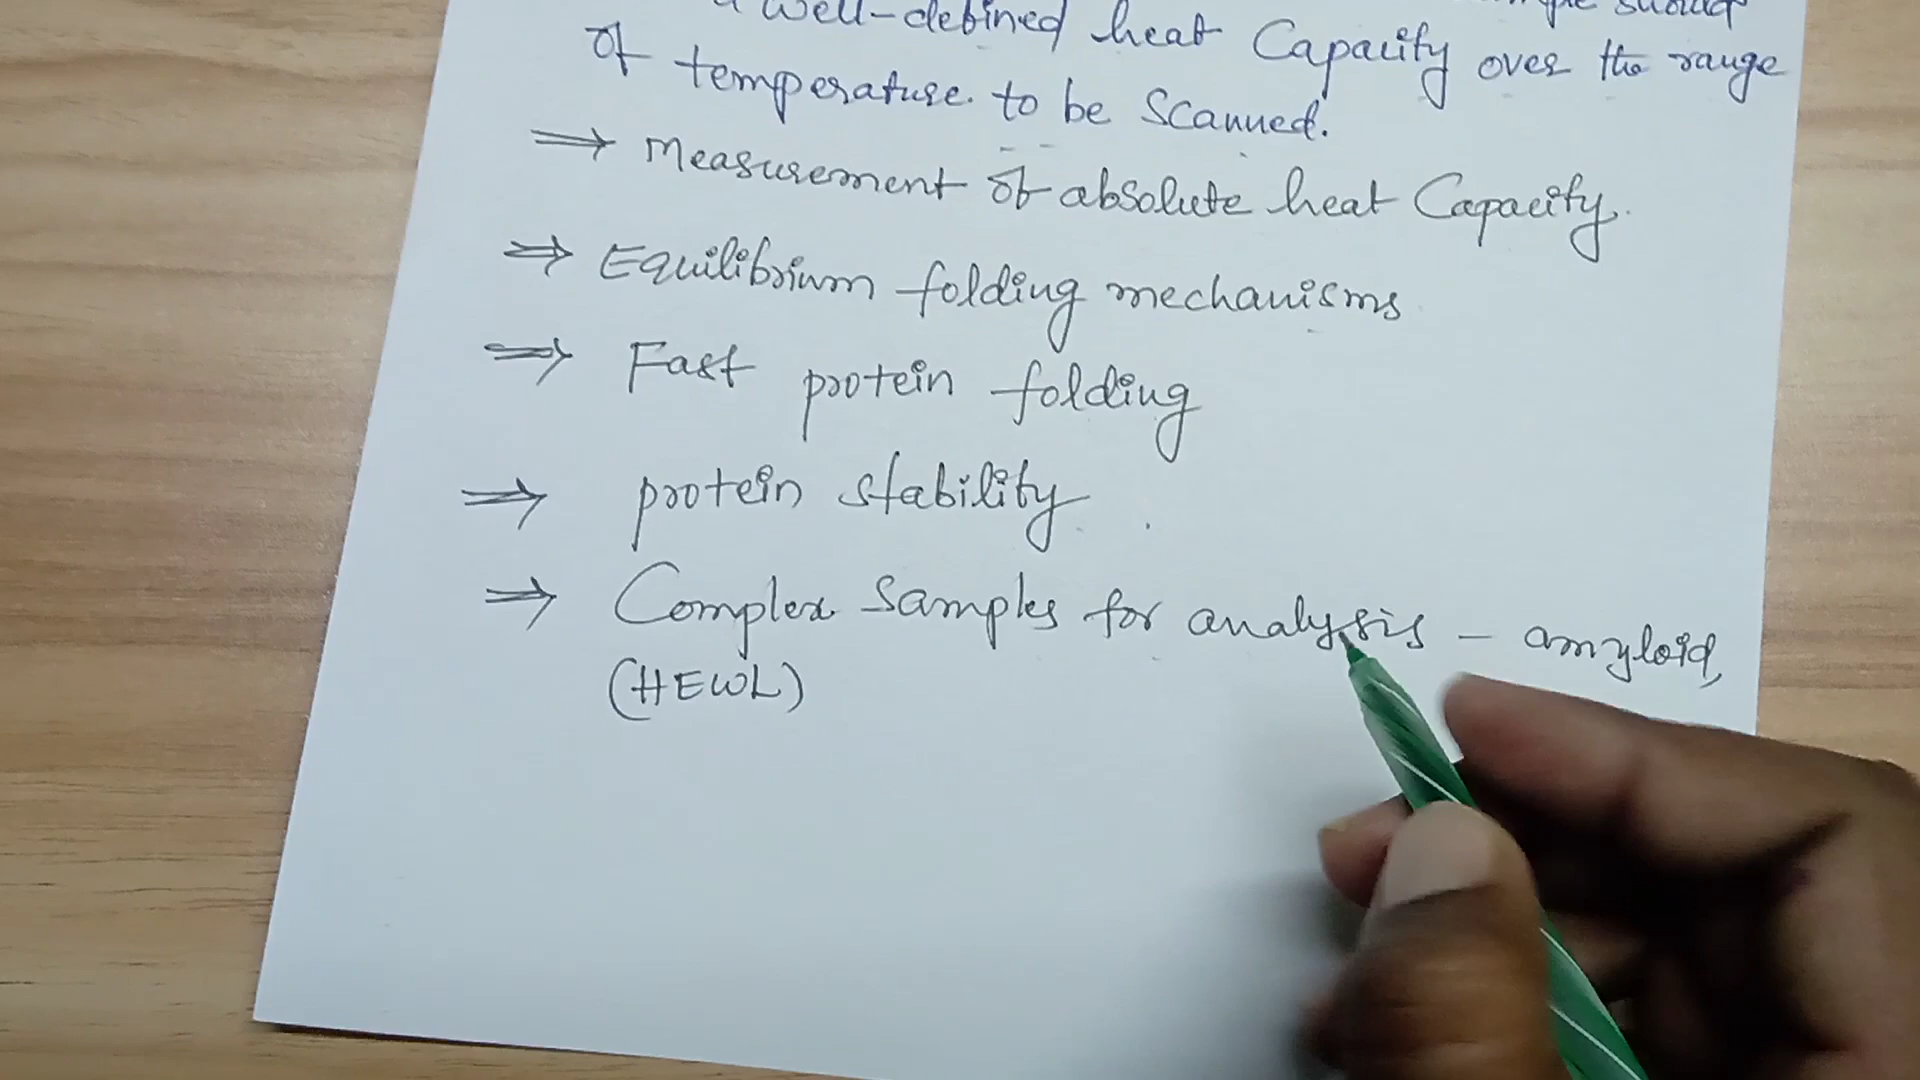 a well-defined heat Capacity over the range
of temperature. to be Scanned.
⇒ Measurement of absolute heat Capacity.
⇒ Equilibrium folding mechanisms
⇒ Fast protein folding
⇒ protein stability
⇒ Complex Samples for analysis - amyloid,
(HEWL)